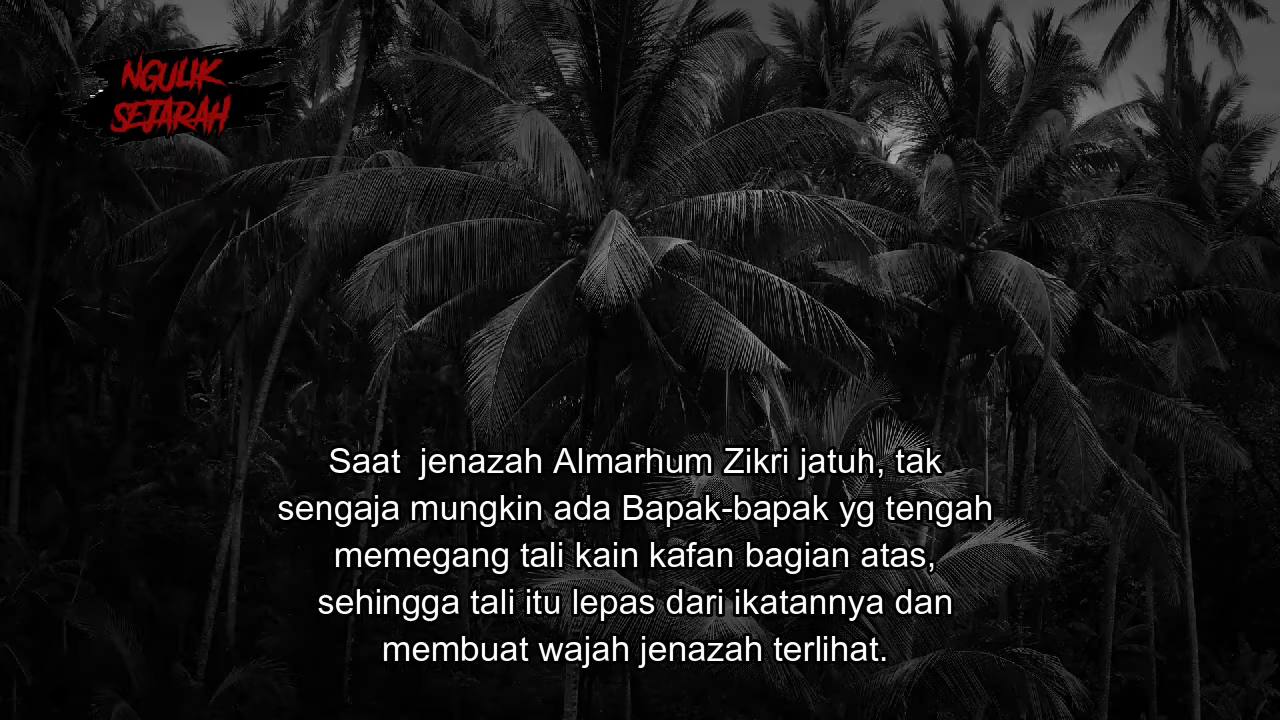 NGULIK
SEJARAH
Saat  jenazah Almarhum Zikri jatuh, tak
sengaja mungkin ada Bapak-bapak yg tengah
memegang tali kain kafan bagian atas,
sehingga tali itu lepas dari ikatannya dan
membuat wajah jenazah terlihat.